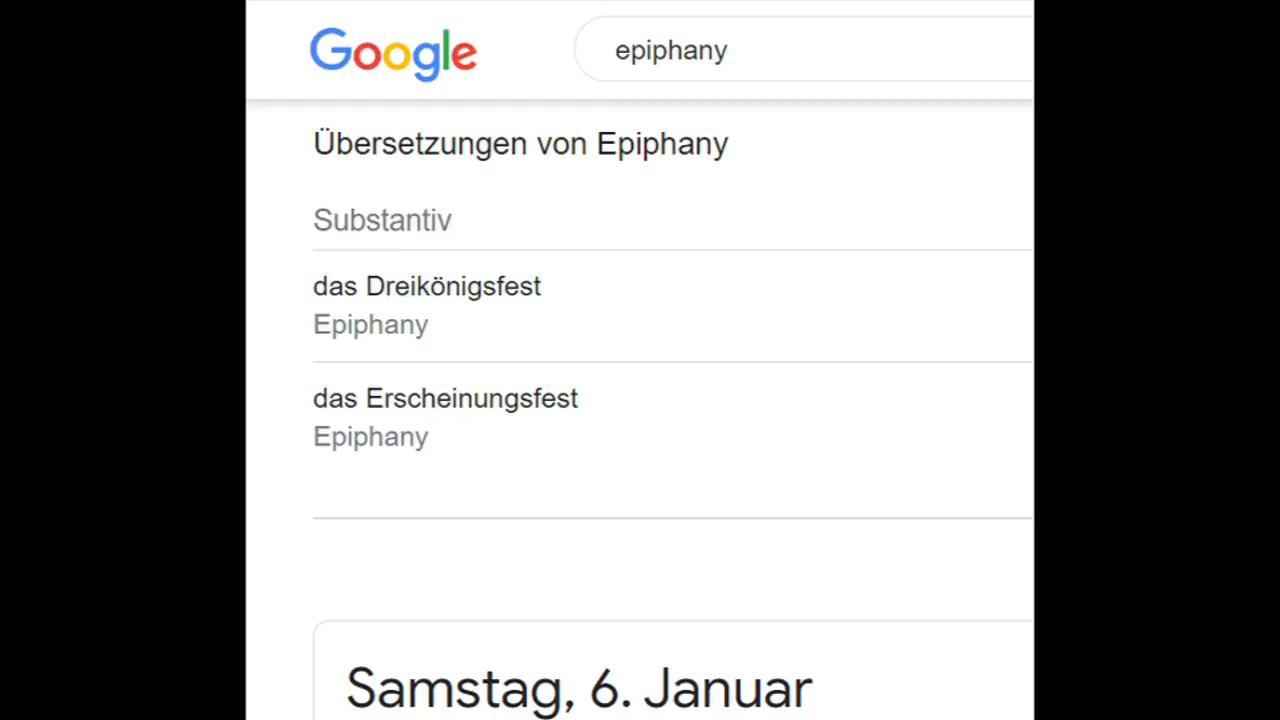 Google
epiphany
Übersetzungen von Epiphany
Substantiv
das Dreikönigsfest
Epiphany
das Erscheinungsfest
Epiphany
Samstag, 6. Januar